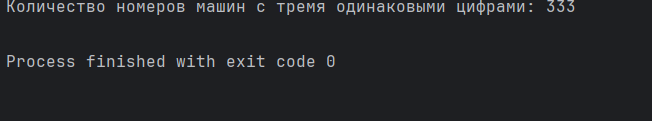 Количество номеров машин с тремя одинаковыми цифрами: 333
Process finished with exit code 0